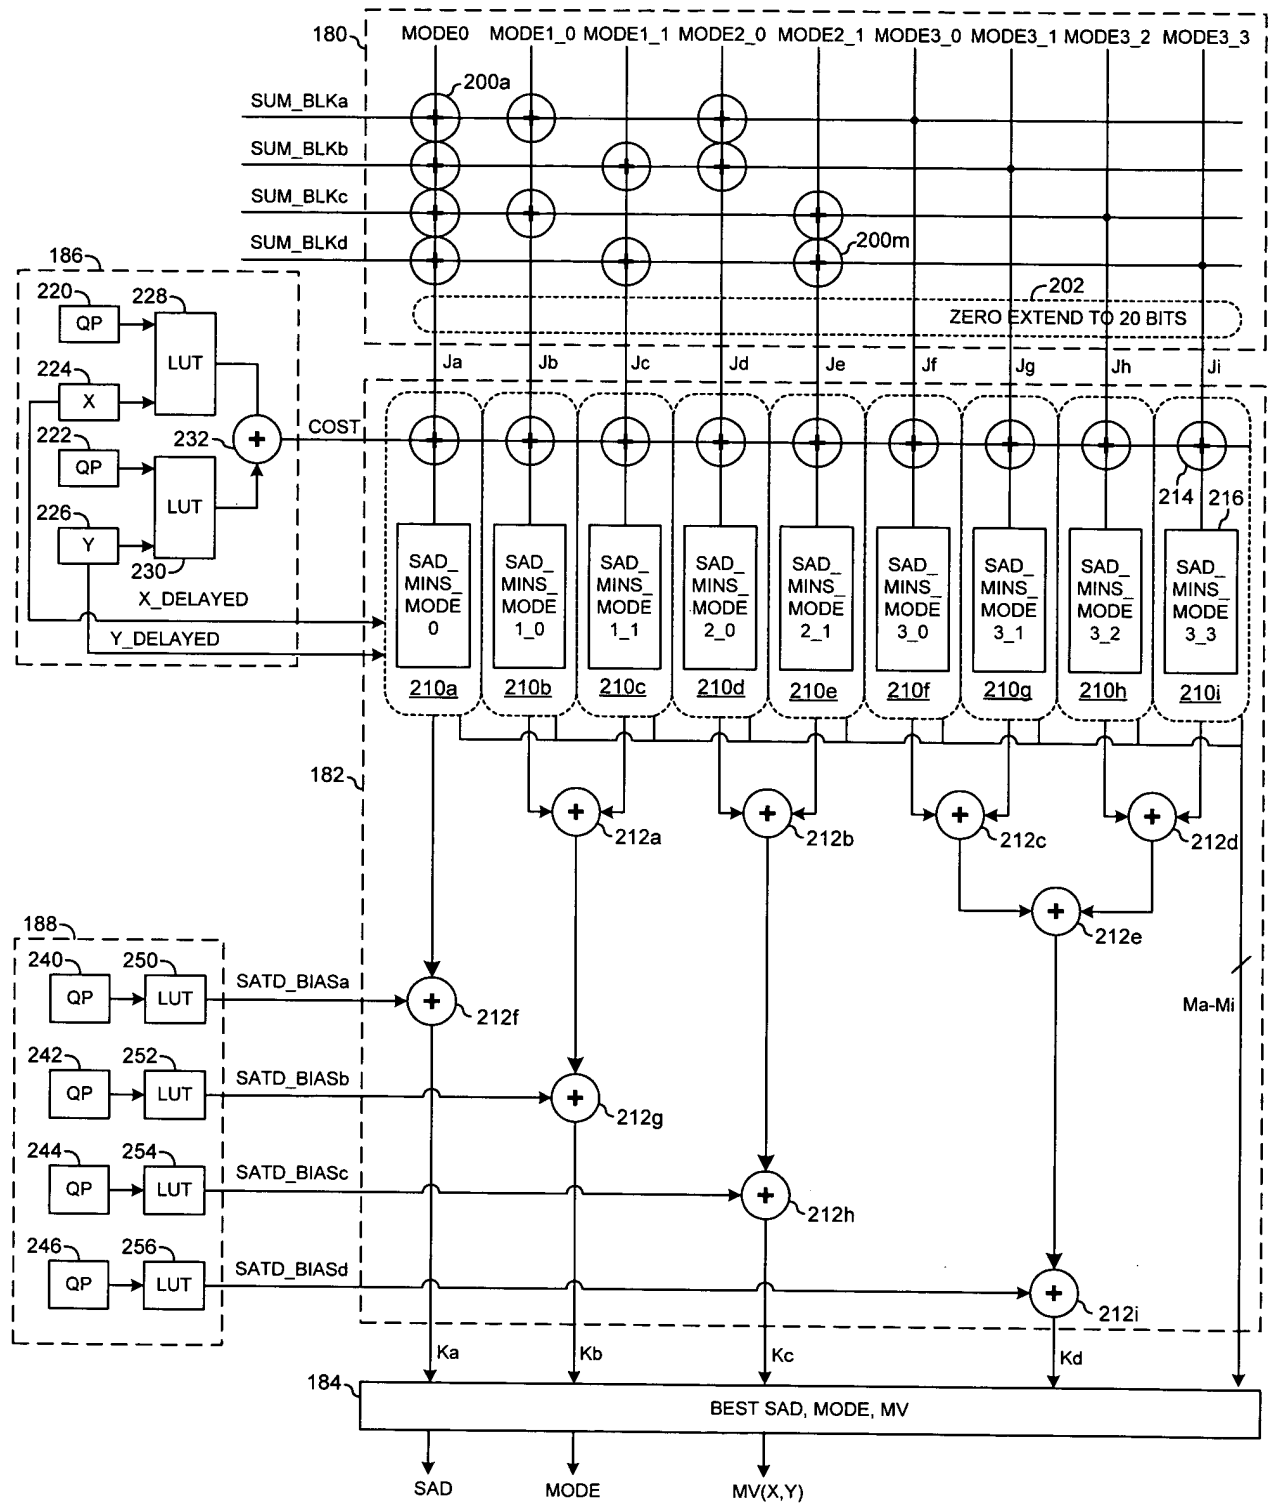 180
MODE0 MODE1_0 MODE1_1 MODE2_0 MODE2_1 MODE3_0 MODE3_1 MODE3_2 MODE3_3
200a
SUM_BLKa
SUM_BLKb
SUM_BLKc
SUM_BLKd
200m
202
ZERO EXTEND TO 20 BITS
Ja Jb Jc Jd Je Jf Jg Jh Ji
186
220
QP
228
LUT
224
X
222
QP
232
+
COST
LUT
226
Y
230
X_DELAYED
Y_DELAYED
214
216
SAD_
MINS_
MODE
0
SAD_
MINS_
MODE
1_0
SAD_
MINS_
MODE
1_1
SAD_
MINS_
MODE
2_0
SAD_
MINS_
MODE
2_1
SAD_
MINS_
MODE
3_0
SAD_
MINS_
MODE
3_1
SAD_
MINS_
MODE
3_2
SAD_
MINS_
MODE
3_3
210a 210b 210c 210d 210e 210f 210g 210h 210i
182
+ + + +
212a 212b 212c 212d
+
212e
188
240
QP
250
LUT
SATD_BIASa
+
212f
Ma-Mi
242
QP
252
LUT
SATD_BIASb
+
212g
244
QP
254
LUT
SATD_BIASc
+
212h
246
QP
256
LUT
SATD_BIASd
+
212i
Ka Kb Kc Kd
184
BEST SAD, MODE, MV
SAD MODE MV(X,Y)